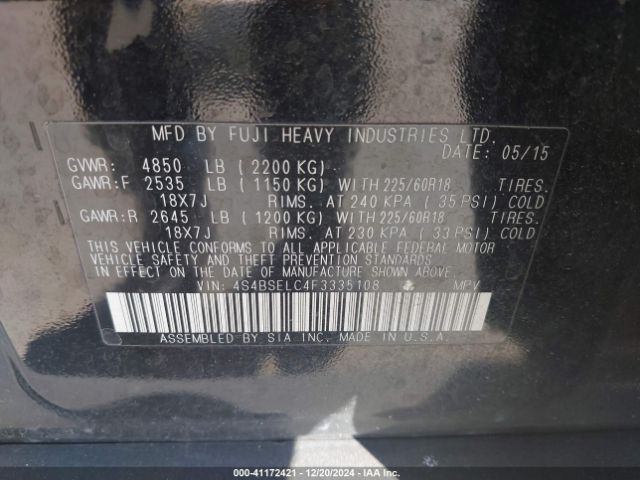 MFD BY FUJI HEAVY INDUSTRIES LTD.
DATE: 05/15
GVWR: 4850 LB (2200 KG)
GAWR:F 2535 LB (1150 KG) WITH 225/60R18 TIRES.
18X7J RIMS. AT 240 KPA (35 PSI) COLD
GAWR:R 2645 LB (1200 KG) WITH 225/60R18 TIRES.
18X7J RIMS. AT 230 KPA (33 PSI) COLD
THIS VEHICLE CONFORMS TO ALL APPLICABLE FEDERAL MOTOR
VEHICLE SAFETY AND THEFT PREVENTION STANDARDS
IN EFFECT ON THE DATE OF MANUFACTURE SHOWN ABOVE.
VIN: 4S4BSELC4F3335108 MPV
ASSEMBLED BY SIA INC. MADE IN U.S.A.
000-41172421 | 12/20/2024 | IAA Inc.